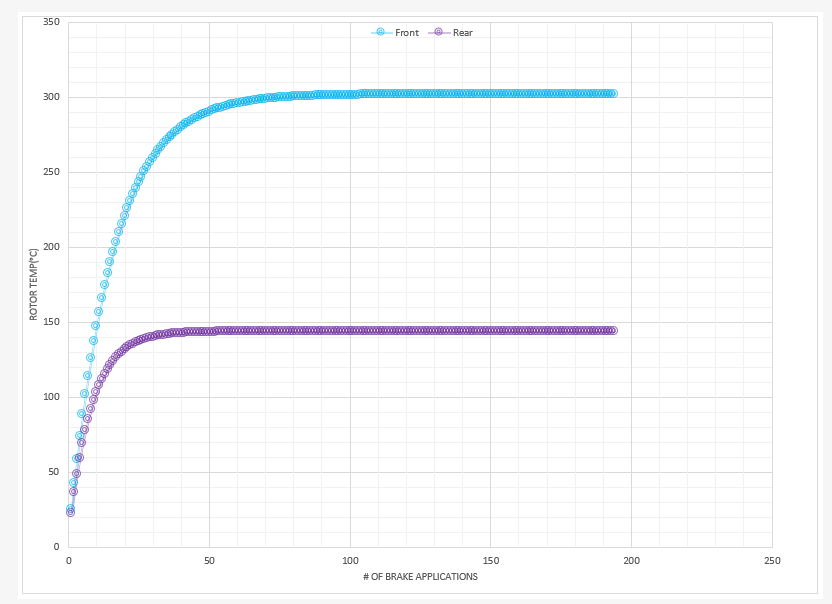 350
Front Rear
300
250
200
150
100
50
0
ROTOR TEMP(°C)
0 50 100 150 200 250
# OF BRAKE APPLICATIONS